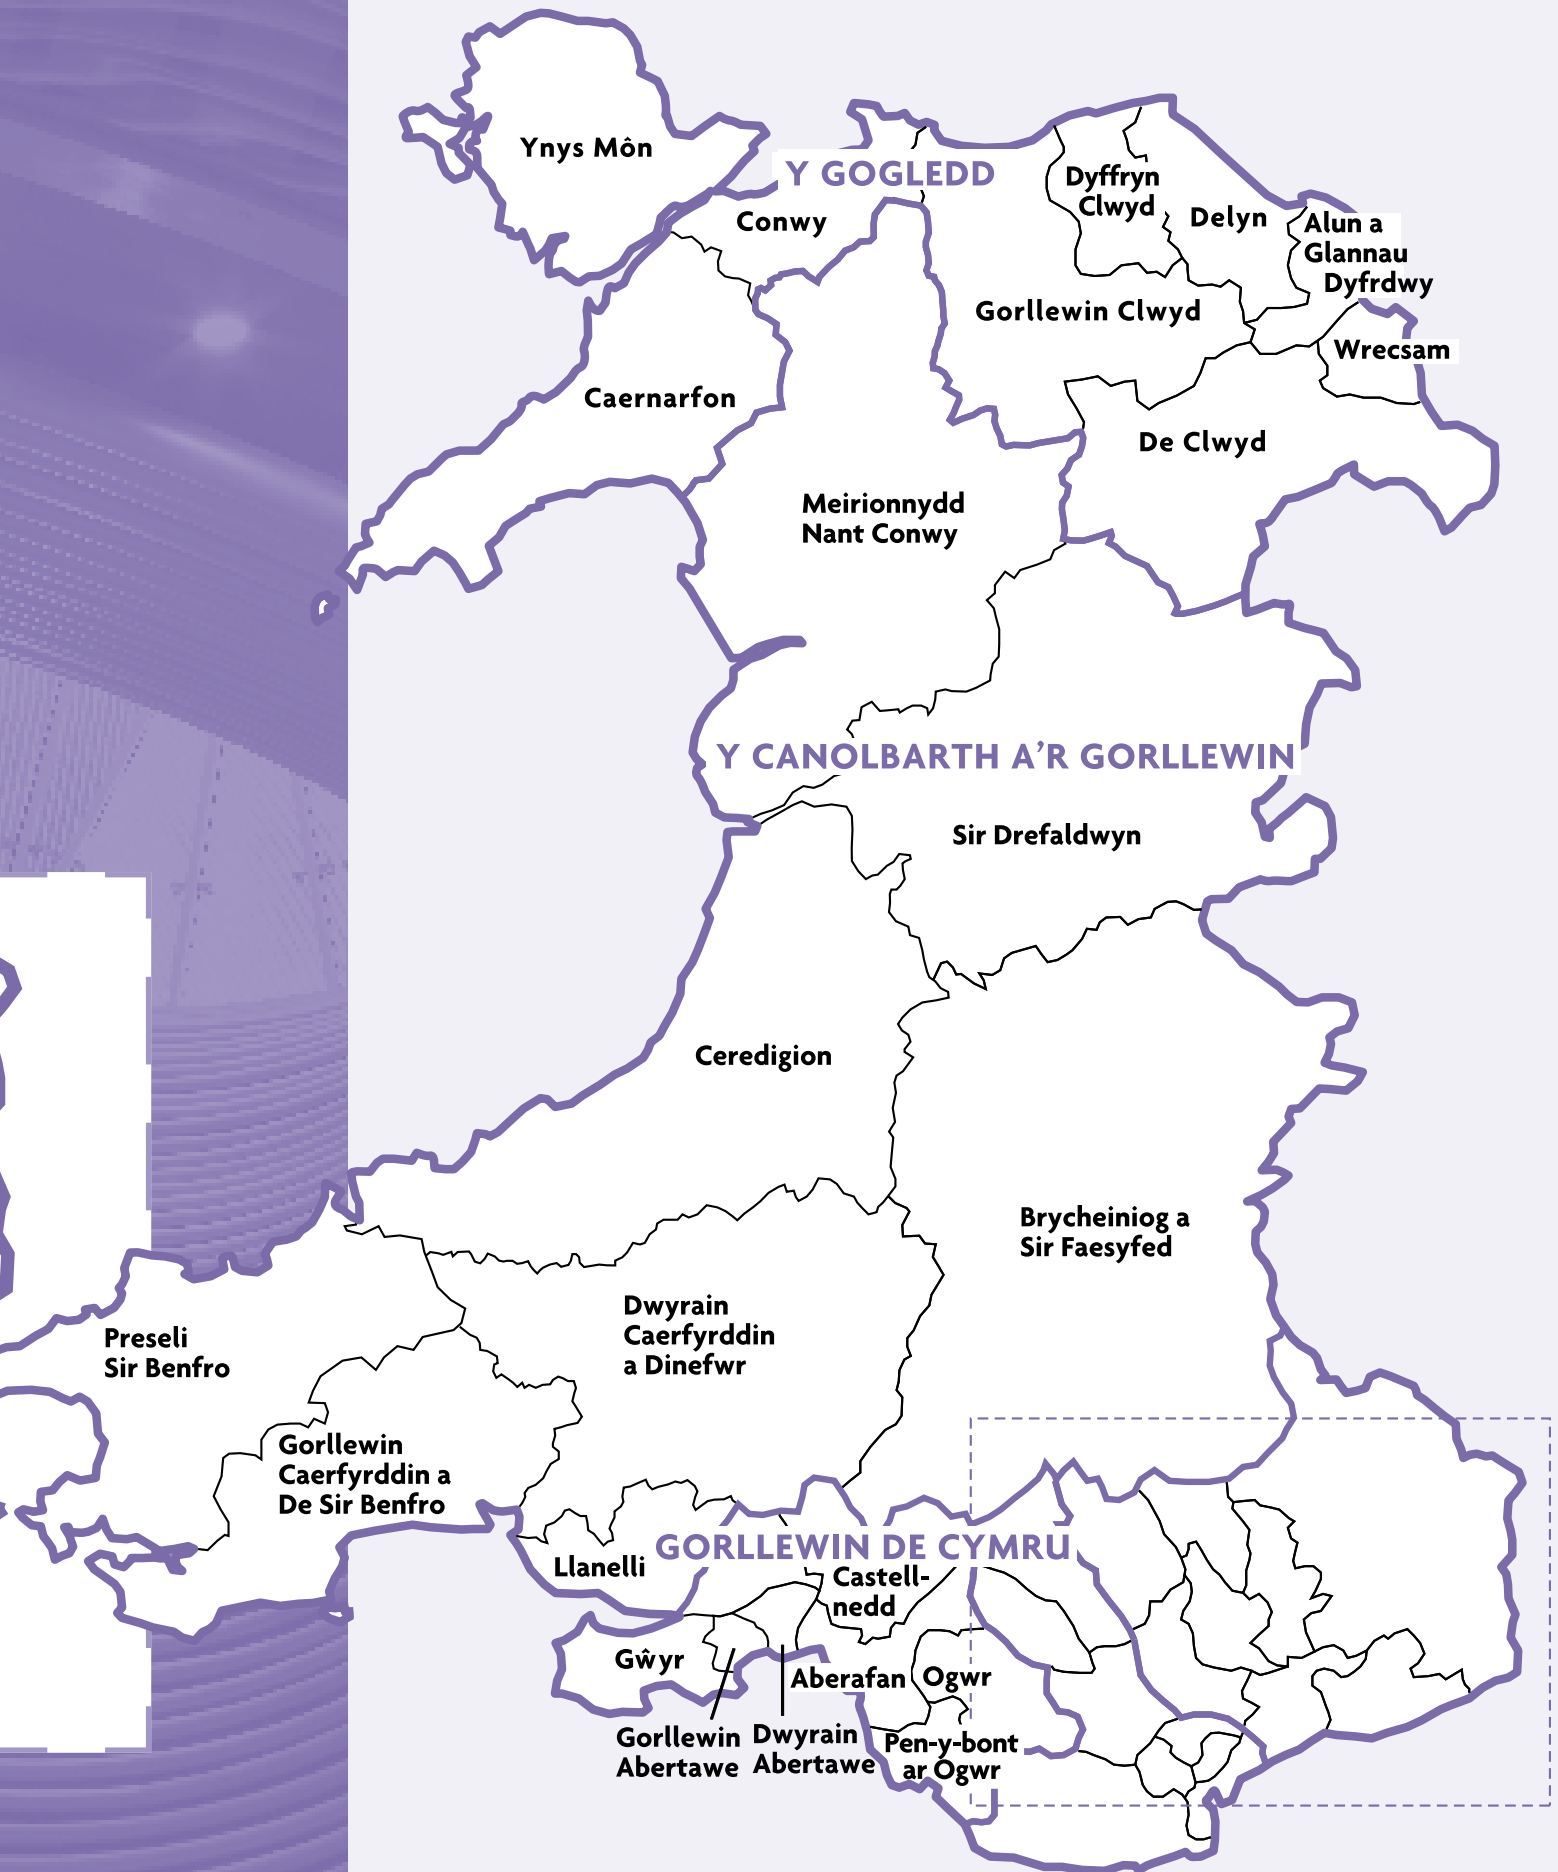 Ynys Môn
Y GOGLEDD
Conwy
Dyffryn
Clwyd
Delyn
Alun a
Glannau
Dyfrdwy
Gorllewin Clwyd
Wrecsam
Caernarfon
De Clwyd
Meirionnydd
Nant Conwy
Y CANOLBARTH A’R GORLLEWIN
Sir Drefaldwyn
Ceredigion
Brycheiniog a
Sir Faesyfed
Dwyrain
Caerfyrddin
a Dinefwr
Preseli
Sir Benfro
Gorllewin
Caerfyrddin a
De Sir Benfro
GORLLEWIN DE CYMRU
Llanelli
Castell-
nedd
Gŵyr
Aberafan
Ogwr
Gorllewin
Abertawe
Dwyrain
Abertawe
Pen-y-bont
ar Ogwr